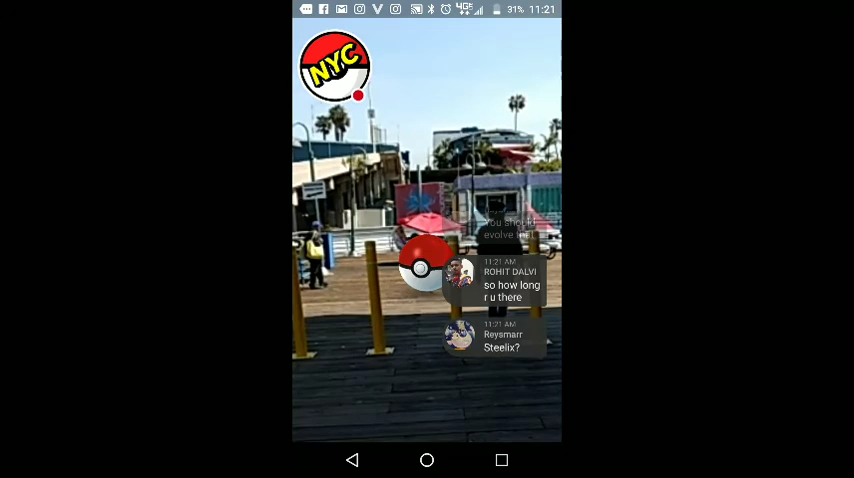 31% 11:21
NYC
You should
evolve that
11:21 AM
ROHIT DALVI
so how long
r u there
11:21 AM
Reysmarr
Steelix?